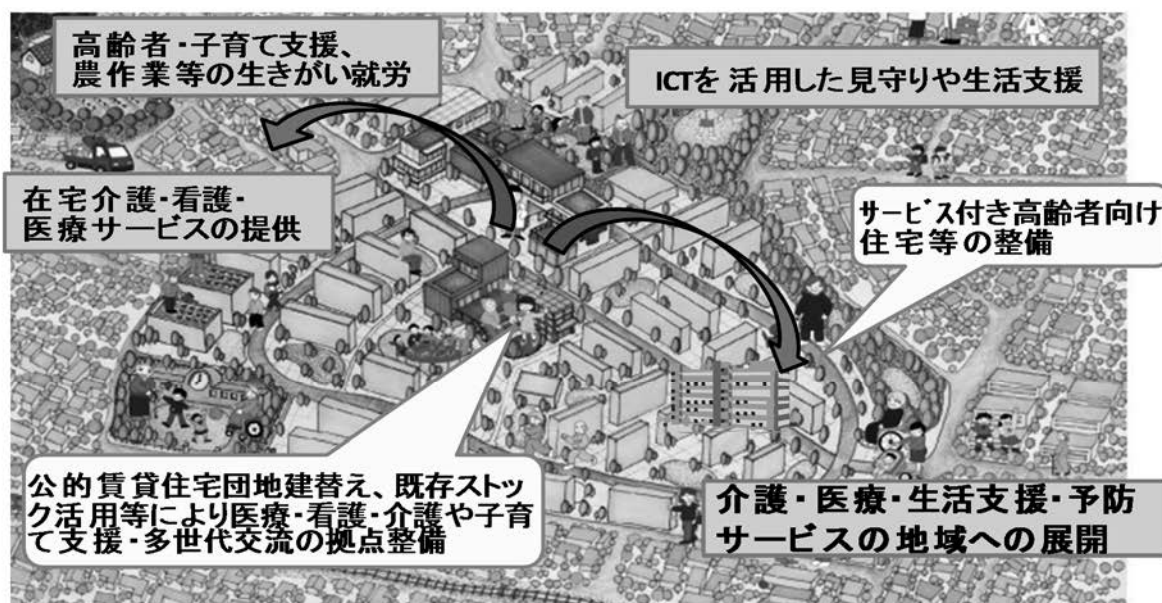 高齢者・子育て支援、
農作業等の生きがい就労
ICTを活用した見守りや生活支援
在宅介護・看護・
医療サービスの提供
サービス付き高齢者向け
住宅等の整備
公的賃貸住宅団地建替え、既存ストッ
ク活用等により医療・看護・介護や子育
て支援・多世代交流の拠点整備
介護・医療・生活支援・予防
サービスの地域への展開